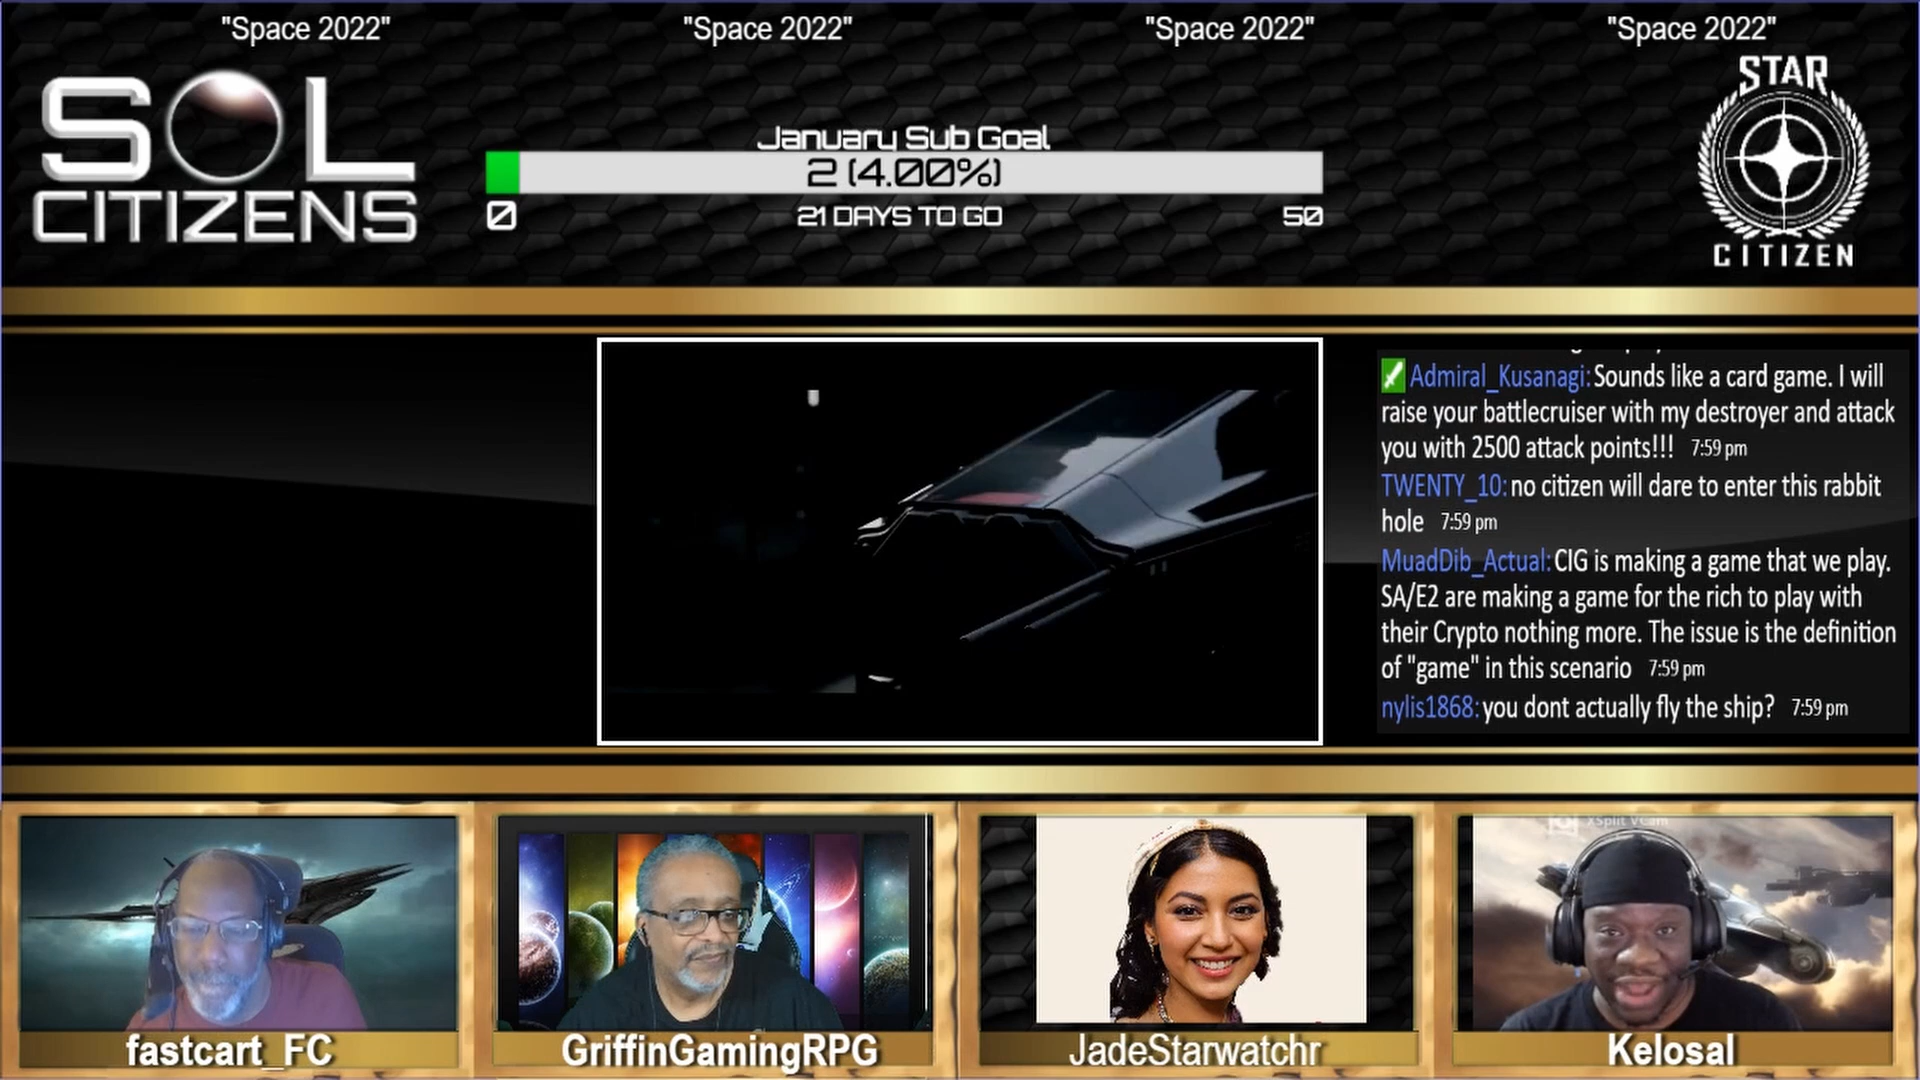 "Space 2022" "Space 2022" "Space 2022" "Space 2022"
SOL
CITIZENS
January Sub Goal
2 (4.00%)
0 21 DAYS TO GO 50
STAR
CITIZEN
Admiral_Kusanagi: Sounds like a card game. I will
raise your battlecruiser with my destroyer and attack
you with 2500 attack points!!! 7:59 pm
TWENTY_10: no citizen will dare to enter this rabbit
hole 7:59 pm
MuadDib_Actual: CIG is making a game that we play.
SA/E2 are making a game for the rich to play with
their Crypto nothing more. The issue is the definition
of "game" in this scenario 7:59 pm
nylis1868: you dont actually fly the ship? 7:59 pm
XSplit VCam
fastcart_FC
GriffinGamingRPG
JadeStarwatchr
Kelosal